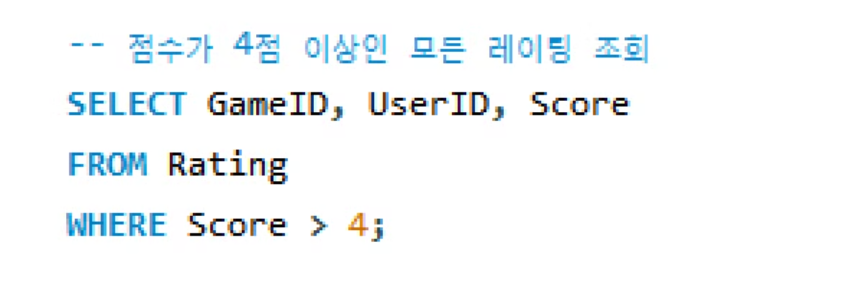 -- 점수가 4점 이상인 모든 레이팅 조회
SELECT GameID, UserID, Score
FROM Rating
WHERE Score > 4;